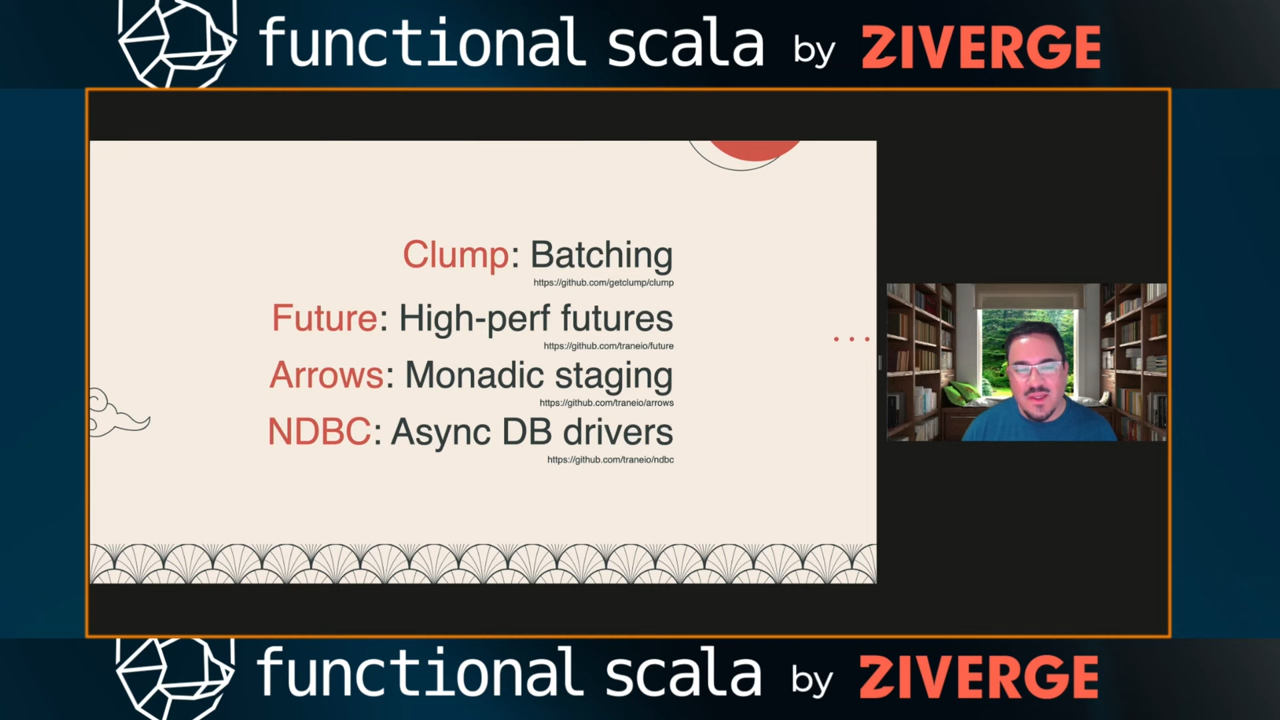 functional scala by ZIVERGE
Clump: Batching
https://github.com/getclump/clump
Future: High-perf futures
https://github.com/traneio/future
Arrows: Monadic staging
https://github.com/traneio/arrows
NDBC: Async DB drivers
https://github.com/traneio/ndbc
functional scala by ZIVERGE